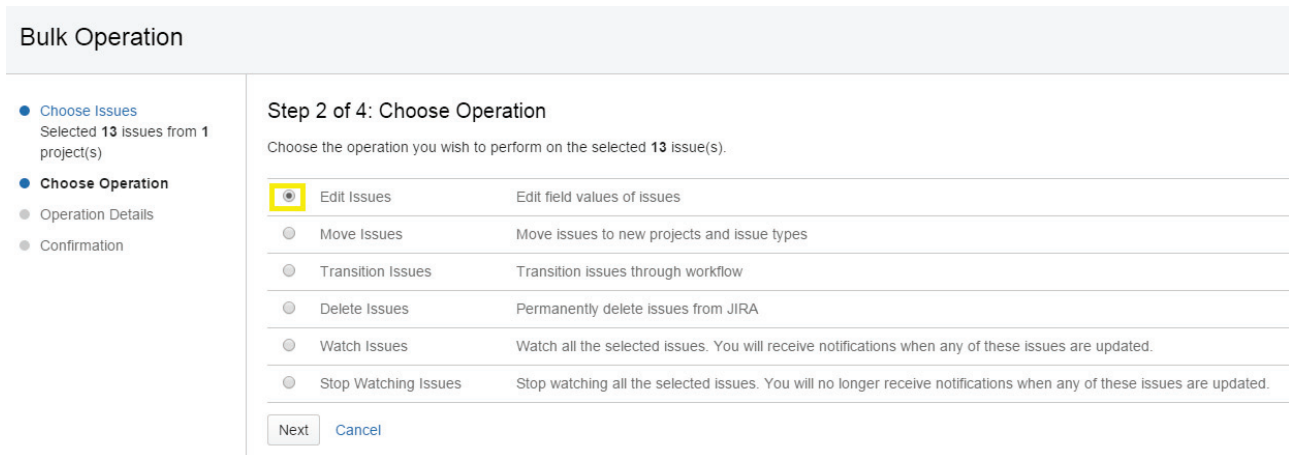 Bulk Operation
Choose Issues
Selected 13 issues from 1
project(s)
Choose Operation
Operation Details
Confirmation
Step 2 of 4: Choose Operation
Choose the operation you wish to perform on the selected 13 issue(s).
Edit Issues Edit field values of issues
Move Issues Move issues to new projects and issue types
Transition Issues Transition issues through workflow
Delete Issues Permanently delete issues from JIRA
Watch Issues Watch all the selected issues. You will receive notifications when any of these issues are updated.
Stop Watching Issues Stop watching all the selected issues. You will no longer receive notifications when any of these issues are updated.
Next Cancel